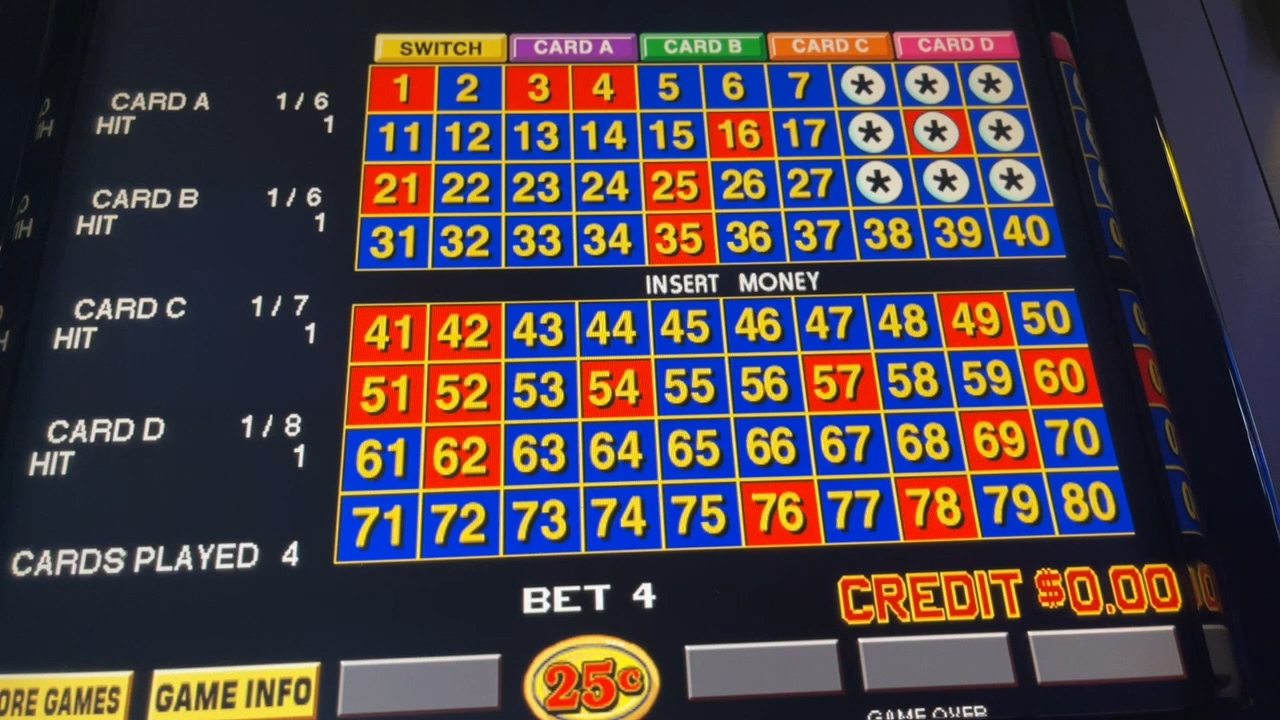 SWITCH CARD A CARD B CARD C CARD D
CARD A 1/6
HIT 1
CARD B 1/6
HIT 1
CARD C 1/7
HIT 1
CARD D 1/8
HIT 1
CARDS PLAYED 4
1 2 3 4 5 6 7 * * *
11 12 13 14 15 16 17 * * *
21 22 23 24 25 26 27 * * *
31 32 33 34 35 36 37 38 39 40
INSERT MONEY
41 42 43 44 45 46 47 48 49 50
51 52 53 54 55 56 57 58 59 60
61 62 63 64 65 66 67 68 69 70
71 72 73 74 75 76 77 78 79 80
BET 4
CREDIT $0.00
ORE GAMES
GAME INFO
25¢
GAME OVER